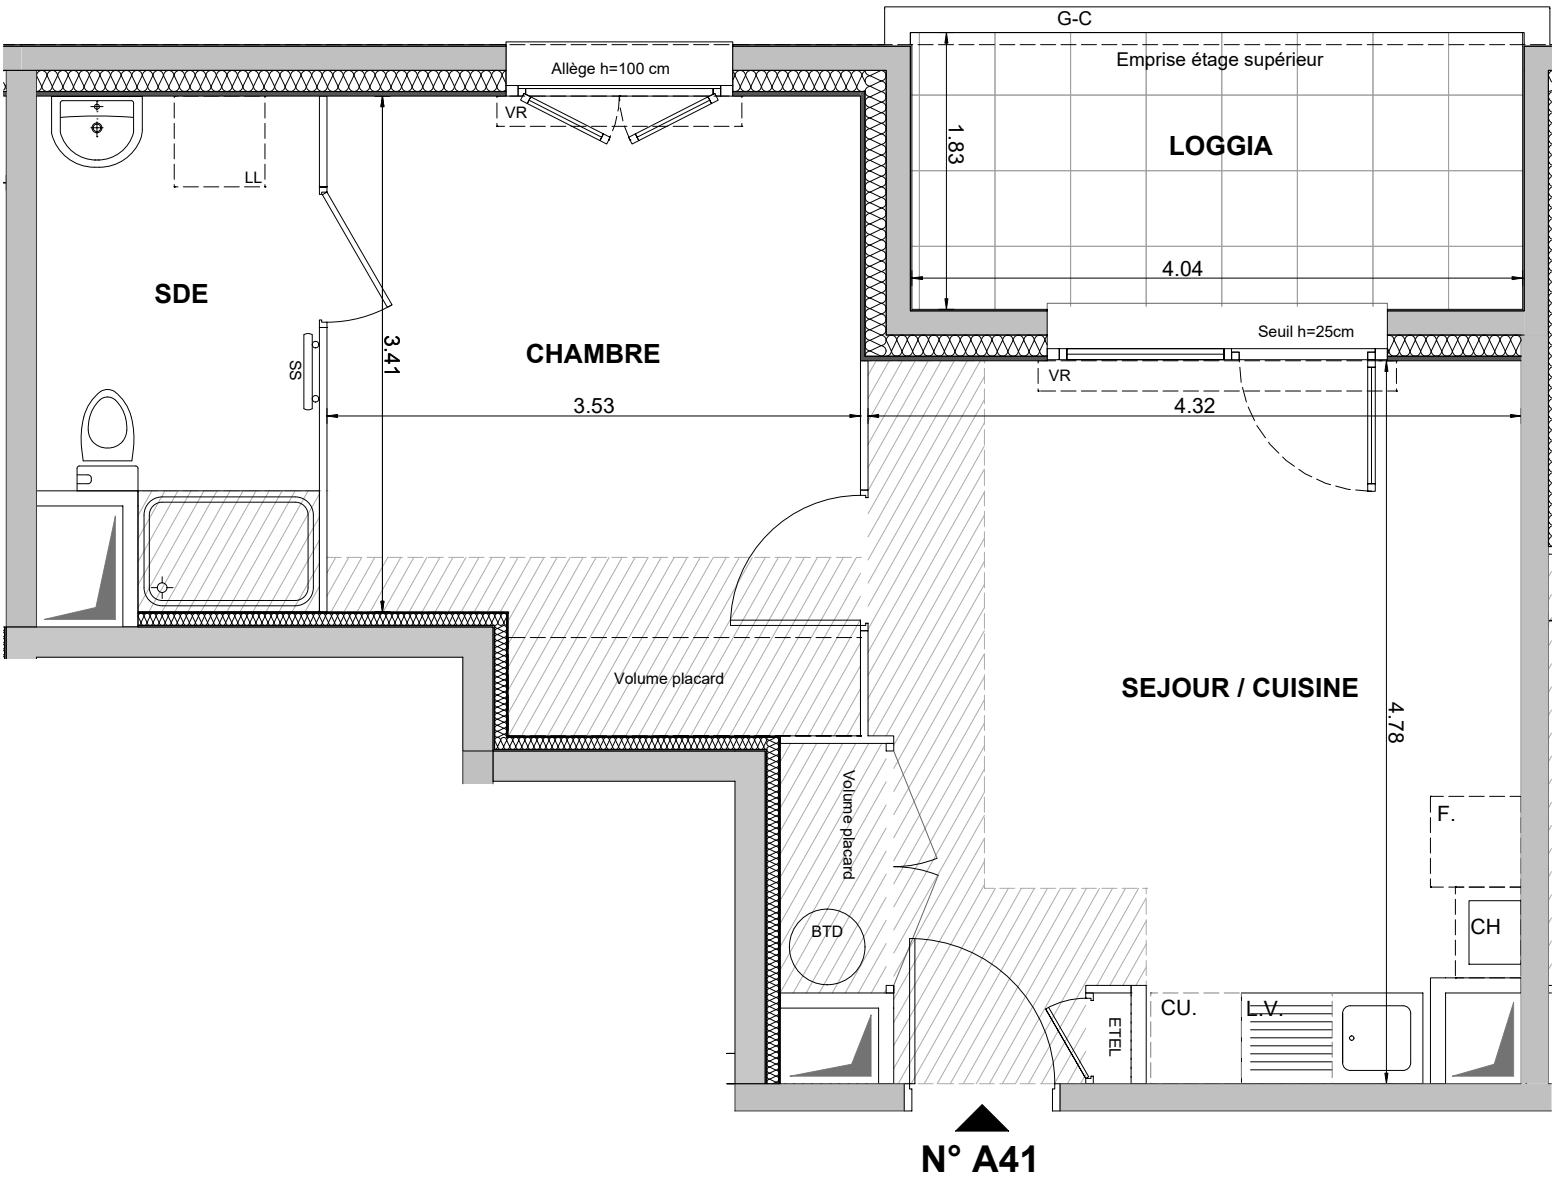 G-C
Allège h=100 cm
Emprise étage supérieur
VR
1.83
LOGGIA
LL
4.04
SDE
Seuil h=25cm
3.41
CHAMBRE
SS
VR
3.53
4.32
Volume placard
SEJOUR / CUISINE
4.78
Volume placard
F.
BTD
CH
CU.
L.V.
ETEL
N° A41